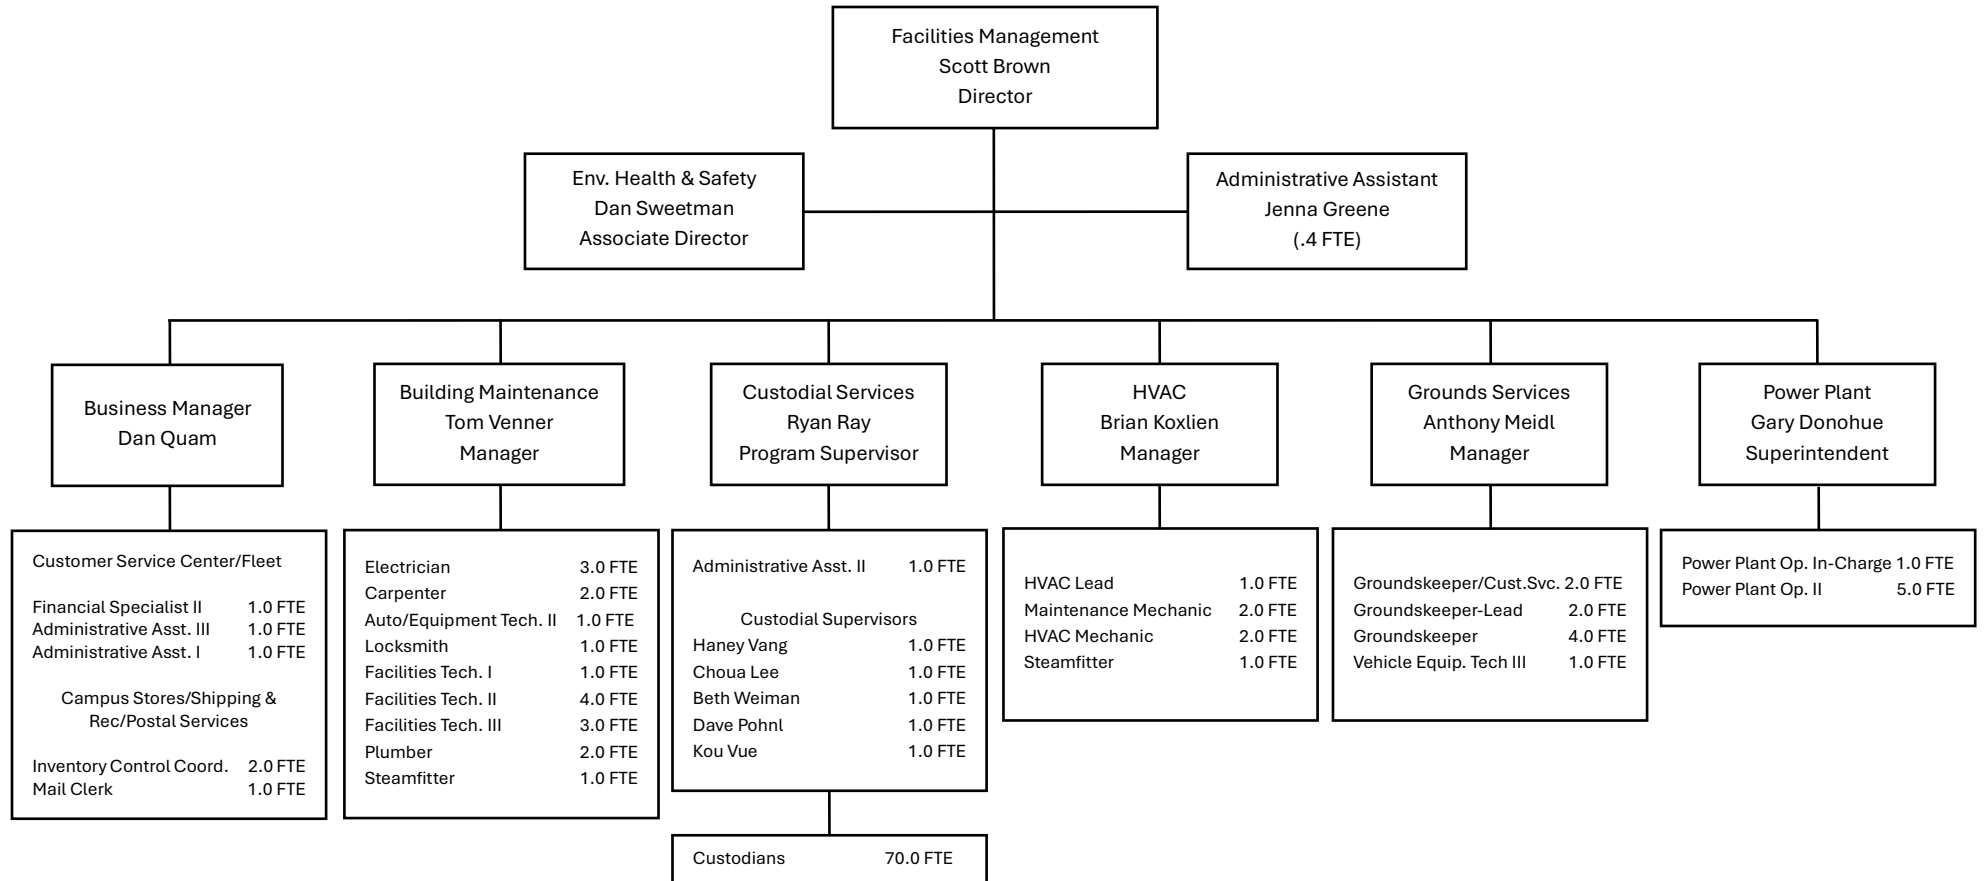 Facilities Management
Scott Brown
Director
Env. Health & Safety
Dan Sweetman
Associate Director
Administrative Assistant
Jenna Greene
(.4 FTE)
Business Manager
Dan Quam
Building Maintenance
Tom Venner
Manager
Custodial Services
Ryan Ray
Program Supervisor
HVAC
Brian Koxlien
Manager
Grounds Services
Anthony Meidl
Manager
Power Plant
Gary Donohue
Superintendent
Customer Service Center/Fleet
Financial Specialist II 1.0 FTE
Administrative Asst. III 1.0 FTE
Administrative Asst. I 1.0 FTE
Campus Stores/Shipping &
Rec/Postal Services
Inventory Control Coord. 2.0 FTE
Mail Clerk 1.0 FTE
Electrician 3.0 FTE
Carpenter 2.0 FTE
Auto/Equipment Tech. II 1.0 FTE
Locksmith 1.0 FTE
Facilities Tech. I 1.0 FTE
Facilities Tech. II 4.0 FTE
Facilities Tech. III 3.0 FTE
Plumber 2.0 FTE
Steamfitter 1.0 FTE
Administrative Asst. II 1.0 FTE
Custodial Supervisors
Haney Vang 1.0 FTE
Choua Lee 1.0 FTE
Beth Weiman 1.0 FTE
Dave Pohnl 1.0 FTE
Kou Vue 1.0 FTE
Custodians 70.0 FTE
HVAC Lead 1.0 FTE
Maintenance Mechanic 2.0 FTE
HVAC Mechanic 2.0 FTE
Steamfitter 1.0 FTE
Groundskeeper/Cust.Svc. 2.0 FTE
Groundskeeper-Lead 2.0 FTE
Groundskeeper 4.0 FTE
Vehicle Equip. Tech III 1.0 FTE
Power Plant Op. In-Charge 1.0 FTE
Power Plant Op. II 5.0 FTE